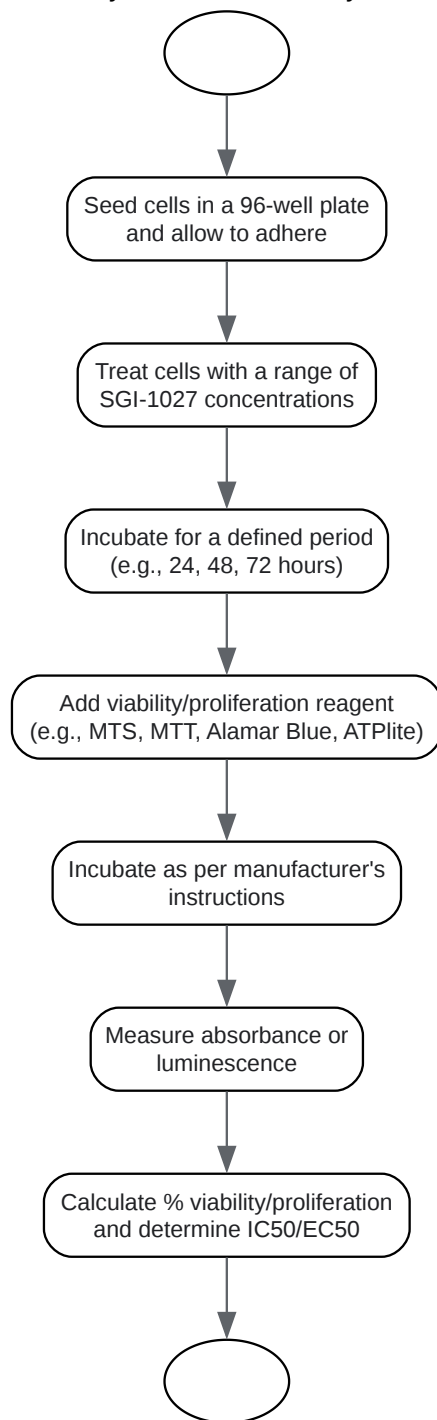 Seed cells in a 96-well plate
and allow to adhere
Treat cells with a range of
SGI-1027 concentrations
Incubate for a defined period
(e.g., 24, 48, 72 hours)
Add viability/proliferation reagent
(e.g., MTS, MTT, Alamar Blue, ATPlite)
Incubate as per manufacturer's
instructions
Measure absorbance or
luminescence
Calculate % viability/proliferation
and determine IC50/EC50